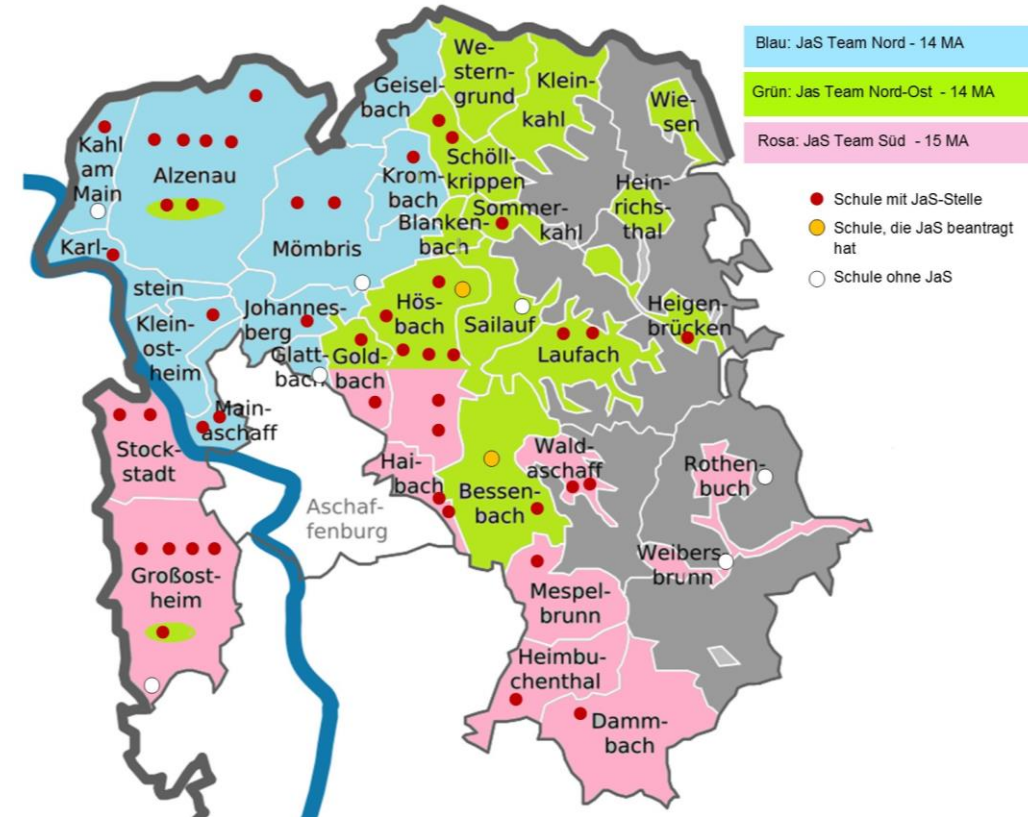 Blau: JaS Team Nord - 14 MA
Grün: Jas Team Nord-Ost - 14 MA
Rosa: JaS Team Süd - 15 MA
Schule mit JaS-Stelle
Schule, die JaS beantragt
hat
Schule ohne JaS
We-
stern-
grund
Geisel-
bach
Klein-
kahl
Wie-
sen
Kahl
am
Main
Alzenau
Schöll-
krippen
Krom-
bach
Hein-
richs-
thal
Blanken-
bach
Sommer-
kahl
Mömbris
Karl-
stein
Johannes-
berg
Hös-
bach
Sailauf
Heigen-
brücken
Klein-
ost-
heim
Glatt-
bach
Gold-
bach
Laufach
Main-
aschaff
Stock-
stadt
Hai-
bach
Bessen-
bach
Wald-
aschaff
Rothen-
buch
Aschaf-
fenburg
Weibers
brunn
Großost-
heim
Mespel-
brunn
Heimbu-
chenthal
Damm-
bach